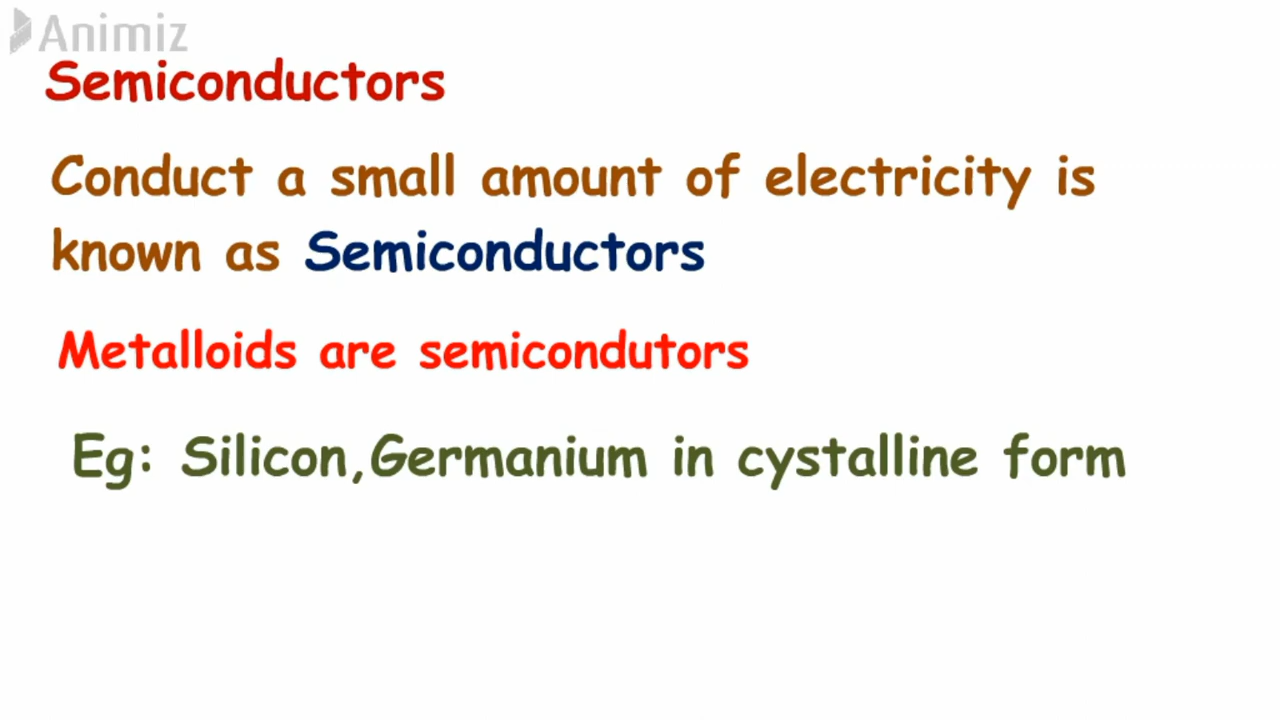 Animiz
Semiconductors
Conduct a small amount of electricity is
known as Semiconductors
Metalloids are semicondutors
Eg: Silicon,Germanium in cystalline form